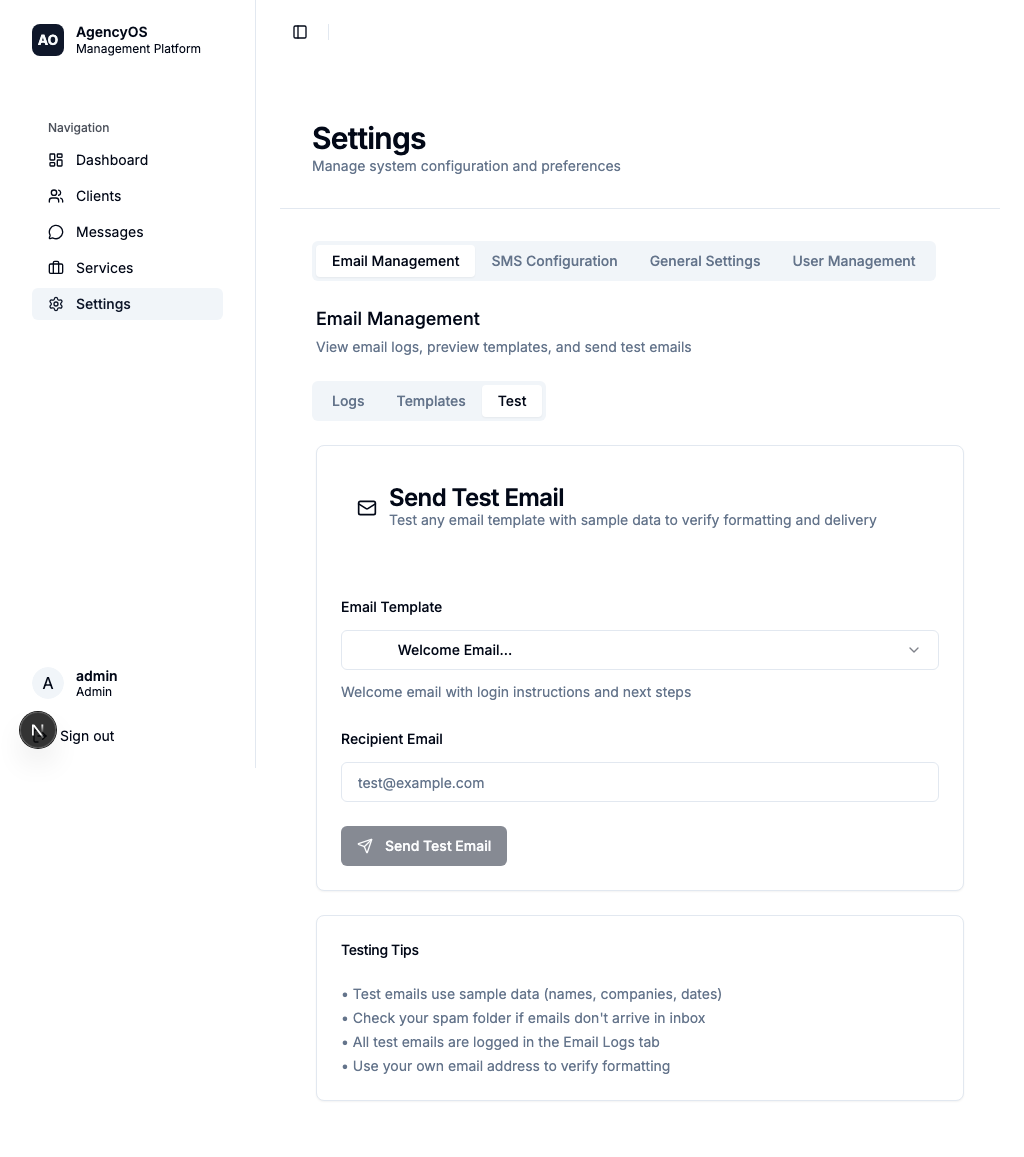 AO
AgencyOS
Management Platform
Navigation
Dashboard
Clients
Messages
Services
Settings
A
admin
Admin
N
Sign out
Settings
Manage system configuration and preferences
Email Management
SMS Configuration
General Settings
User Management
Email Management
View email logs, preview templates, and send test emails
Logs
Templates
Test
Send Test Email
Test any email template with sample data to verify formatting and delivery
Email Template
Welcome Email...
Welcome email with login instructions and next steps
Recipient Email
test@example.com
Send Test Email
Testing Tips
• Test emails use sample data (names, companies, dates)
• Check your spam folder if emails don't arrive in inbox
• All test emails are logged in the Email Logs tab
• Use your own email address to verify formatting